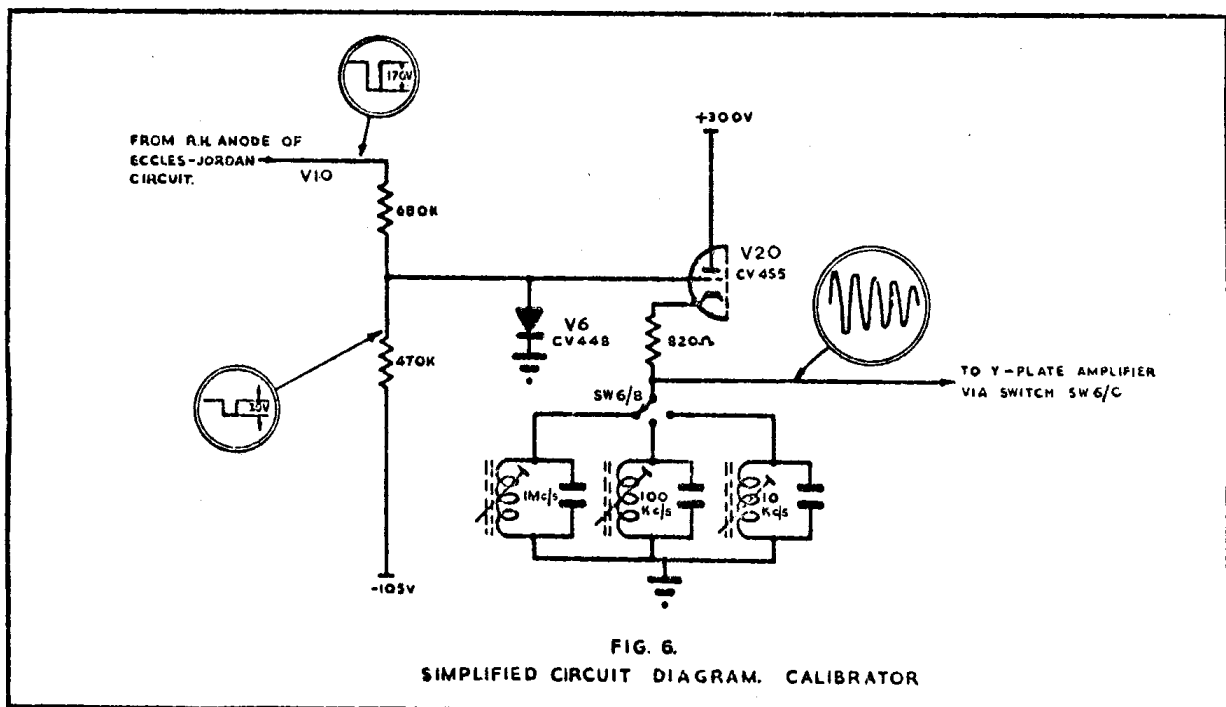 170V
+300V
FROM R.H. ANODE OF
ECCLES-JORDAN
CIRCUIT.
V10
680K
V20
CV455
V6
CV448
820Ω
470K
TO Y-PLATE AMPLIFIER
VIA SWITCH SW6/C
SW6/B
1Mc/s
100
Kc/s
10
Kc/s
-105V
FIG. 6.
SIMPLIFIED CIRCUIT DIAGRAM. CALIBRATOR